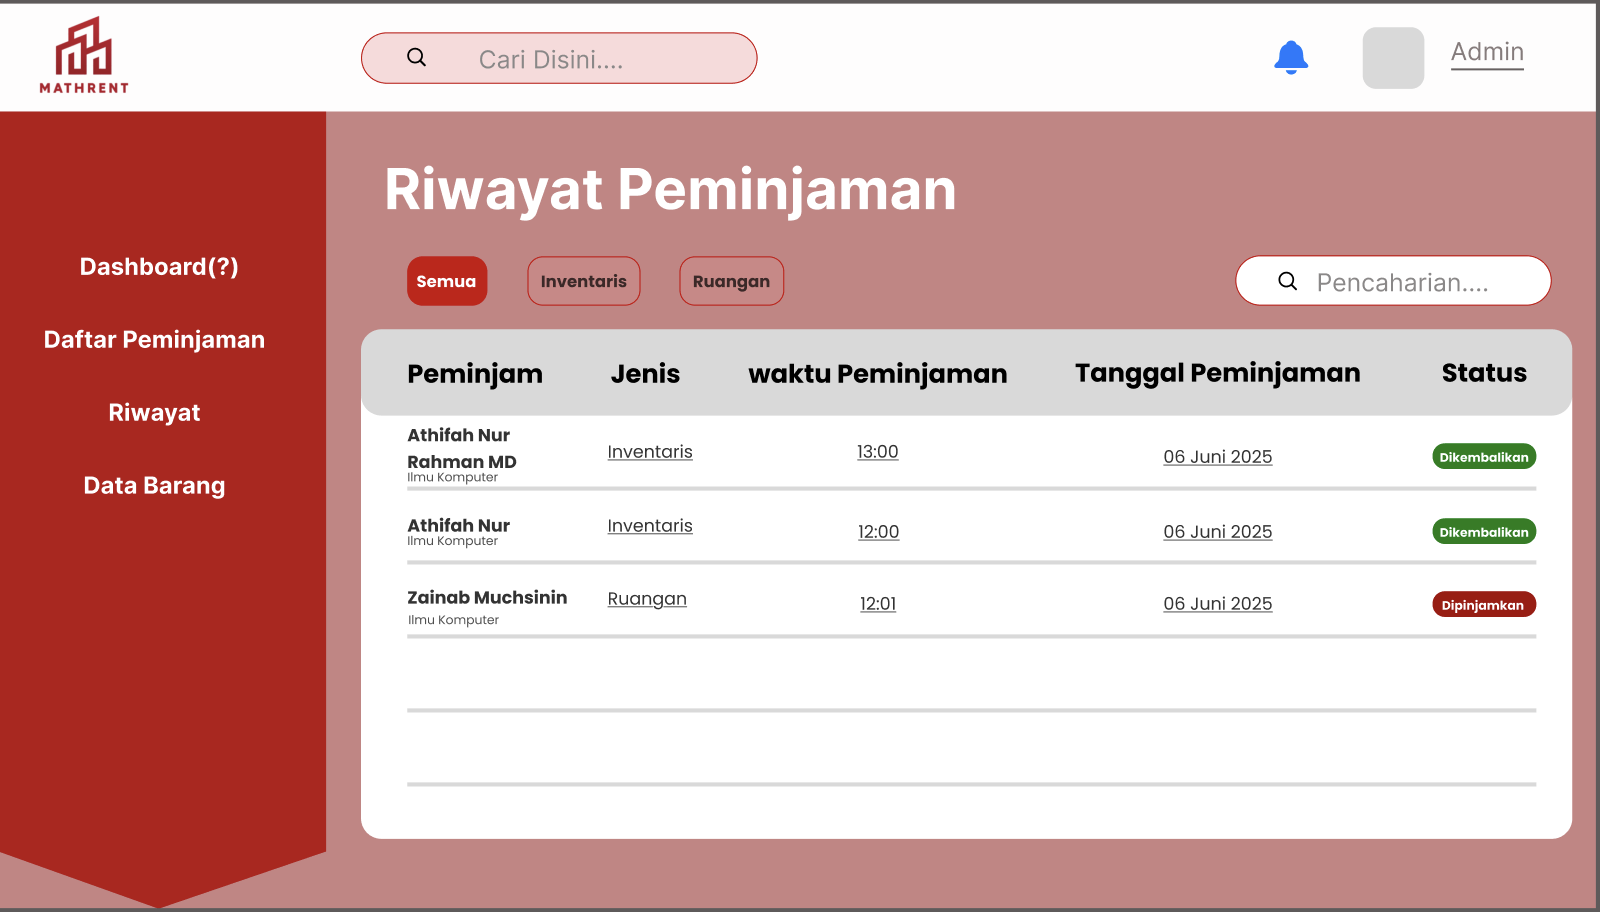 MATHRENT
Cari Disini....
Admin
Dashboard(?)
Daftar Peminjaman
Riwayat
Data Barang
Riwayat Peminjaman
Semua
Inventaris
Ruangan
Pencaharian....
Peminjam Jenis waktu Peminjaman Tanggal Peminjaman Status
Athifah Nur
Rahman MD
Ilmu Komputer
Inventaris 13:00 06 Juni 2025 Dikembalikan
Athifah Nur
Ilmu Komputer
Inventaris 12:00 06 Juni 2025 Dikembalikan
Zainab Muchsinin
Ilmu Komputer
Ruangan 12:01 06 Juni 2025 Dipinjamkan